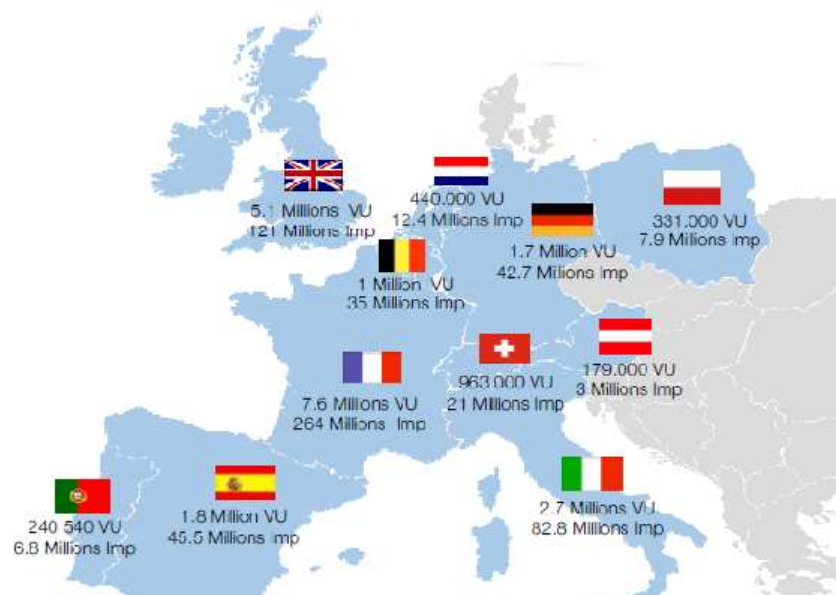 5.1 Millions VU
121 Millions Imp
440.000 VU
12.4 Millions Imp
1.7 Million VU
42.7 Millions Imp
331.000 VU
7.9 Millions Imp
1 Million VU
35 Millions Imp
7.6 Millions VU
264 Millions Imp
963.000 VU
21 Millions Imp
179.000 VU
3 Millions Imp
240 540 VU
6.8 Millions Imp
1.8 Million VU
45.5 Millions Imp
2.7 Millions VU
82.8 Millions Imp